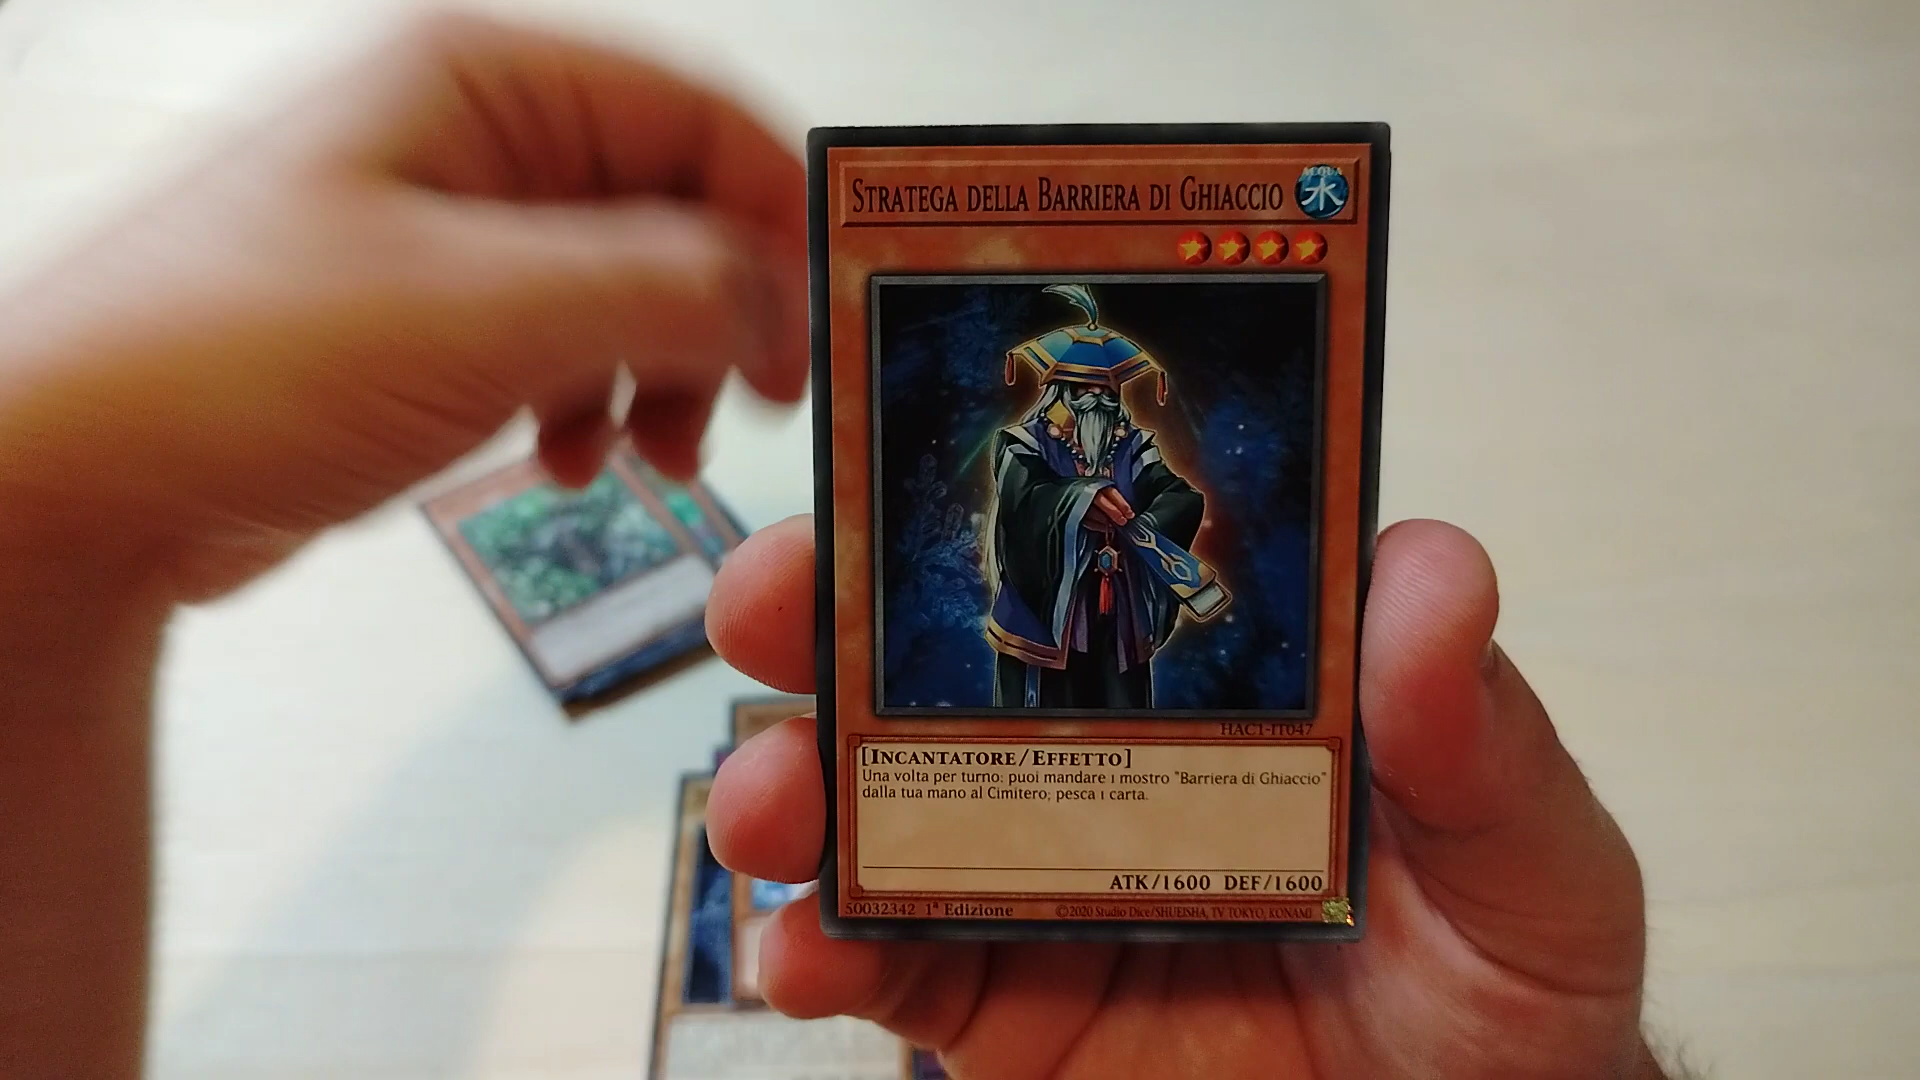 Stratega della Barriera di Ghiaccio
ACQUA
水
HAC1-IT047
[Incantatore/Effetto]
Una volta per turno: puoi mandare 1 mostro "Barriera di Ghiaccio"
dalla tua mano al Cimitero; pesca 1 carta.
ATK/1600 DEF/1600
50032342 1ª Edizione ©2020 Studio Dice/SHUEISHA, TV TOKYO, KONAMI